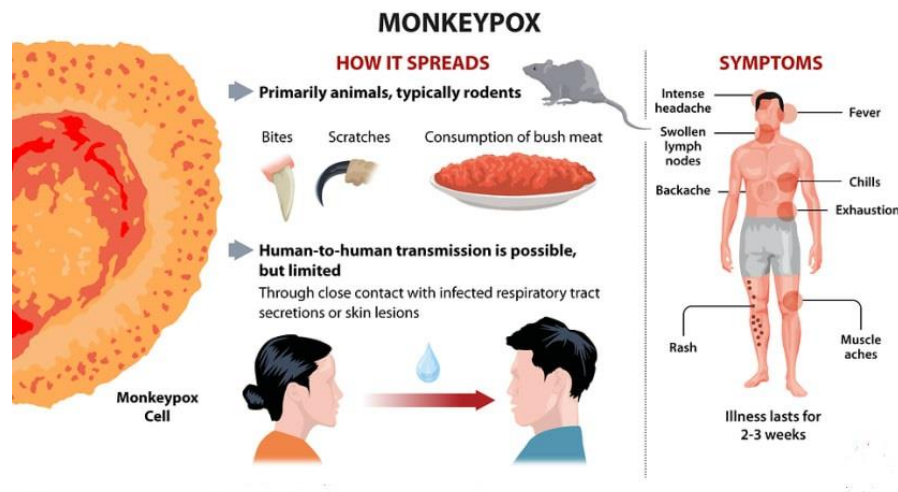 MONKEYPOX
HOW IT SPREADS
Primarily animals, typically rodents
Bites
Scratches
Consumption of bush meat
Human-to-human transmission is possible,
but limited
Through close contact with infected respiratory tract
secretions or skin lesions
Monkeypox
Cell
SYMPTOMS
Intense
headache
Fever
Swollen
lymph
nodes
Backache
Chills
Exhaustion
Rash
Muscle
aches
Illness lasts for
2-3 weeks